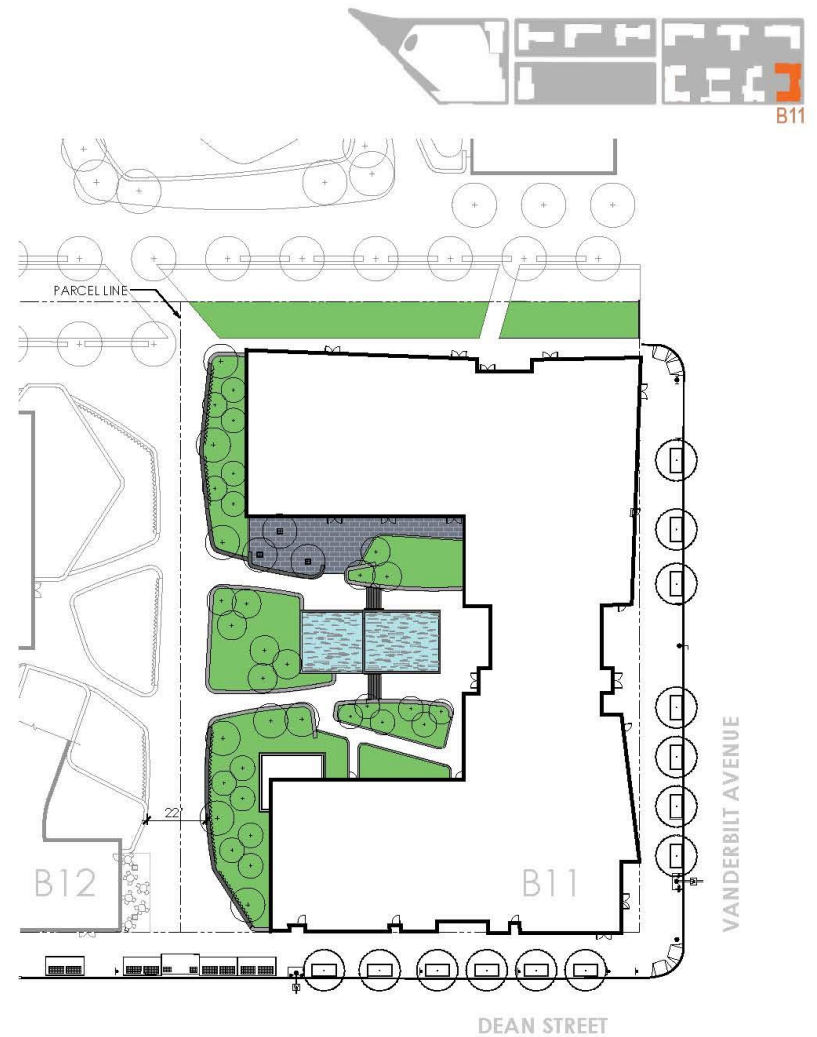 B11
PARCEL LINE
22'
B12
B11
VANDERBILT AVENUE
DEAN STREET